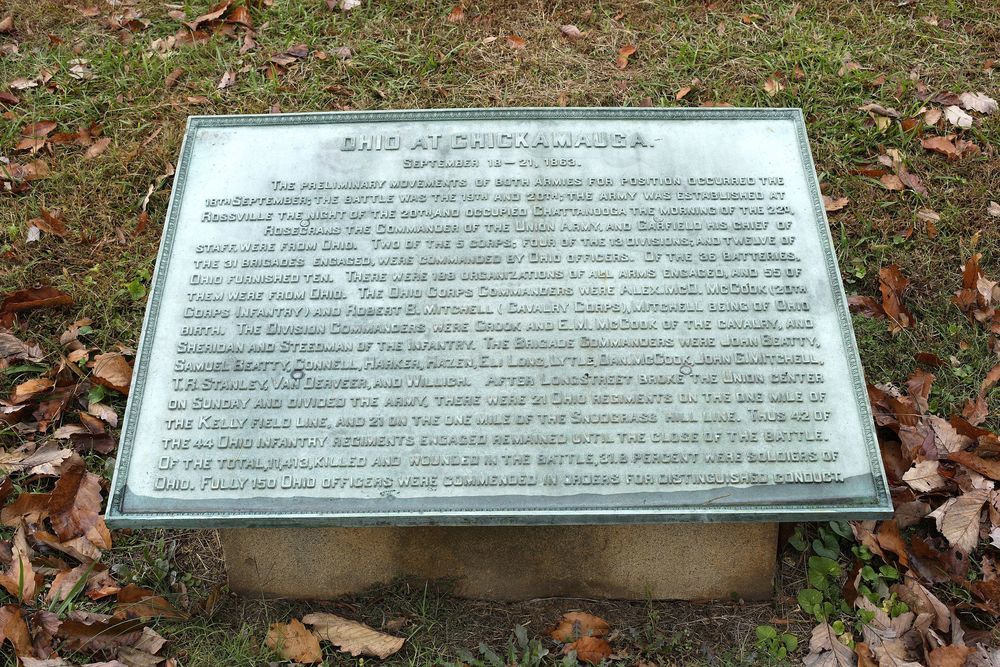 OHIO AT CHICKAMAUGA.
SEPTEMBER 18 – 21, 1863.
THE PRELIMINARY MOVEMENTS OF BOTH ARMIES FOR POSITION OCCURRED THE
18TH SEPTEMBER; THE BATTLE WAS THE 19TH AND 20TH; THE ARMY WAS ESTABLISHED AT
ROSSVILLE THE NIGHT OF THE 20TH, AND OCCUPIED CHATTANOOGA THE MORNING OF THE 22D.
ROSECRANS THE COMMANDER OF THE UNION ARMY, AND GARFIELD HIS CHIEF OF
STAFF, WERE FROM OHIO. TWO OF THE 5 CORPS; FOUR OF THE 13 DIVISIONS; AND TWELVE OF
THE 31 BRIGADES ENGAGED, WERE COMMANDED BY OHIO OFFICERS. OF THE 36 BATTERIES,
OHIO FURNISHED TEN. THERE WERE 188 ORGANIZATIONS OF ALL ARMS ENGAGED, AND 55 OF
THEM WERE FROM OHIO. THE OHIO CORPS COMMANDERS WERE ALEX. MCD. MCCOOK (20TH
CORPS INFANTRY) AND ROBERT B. MITCHELL (CAVALRY CORPS), MITCHELL BEING OF OHIO
BIRTH. THE DIVISION COMMANDERS WERE CROOK AND E.M. MCCOOK OF THE CAVALRY, AND
SHERIDAN AND STEEDMAN OF THE INFANTRY. THE BRIGADE COMMANDERS WERE JOHN BEATTY,
SAMUEL BEATTY, CONNELL, HARKER, HAZEN, ELI LONG, LYTLE, DAN. MCCOOK, JOHN G. MITCHELL,
T.R. STANLEY, VAN DERVEER, AND WILLICH. AFTER LONGSTREET BROKE THE UNION CENTER
ON SUNDAY AND DIVIDED THE ARMY, THERE WERE 21 OHIO REGIMENTS ON THE ONE MILE OF
THE KELLY FIELD LINE, AND 21 ON THE ONE MILE OF THE SNODGRASS HILL LINE. THUS 42 OF
THE 44 OHIO INFANTRY REGIMENTS ENGAGED REMAINED UNTIL THE CLOSE OF THE BATTLE.
OF THE TOTAL, 11,413, KILLED AND WOUNDED IN THE BATTLE, 31.8 PERCENT WERE SOLDIERS OF
OHIO. FULLY 150 OHIO OFFICERS WERE COMMENDED IN ORDERS FOR DISTINGUISHED CONDUCT.